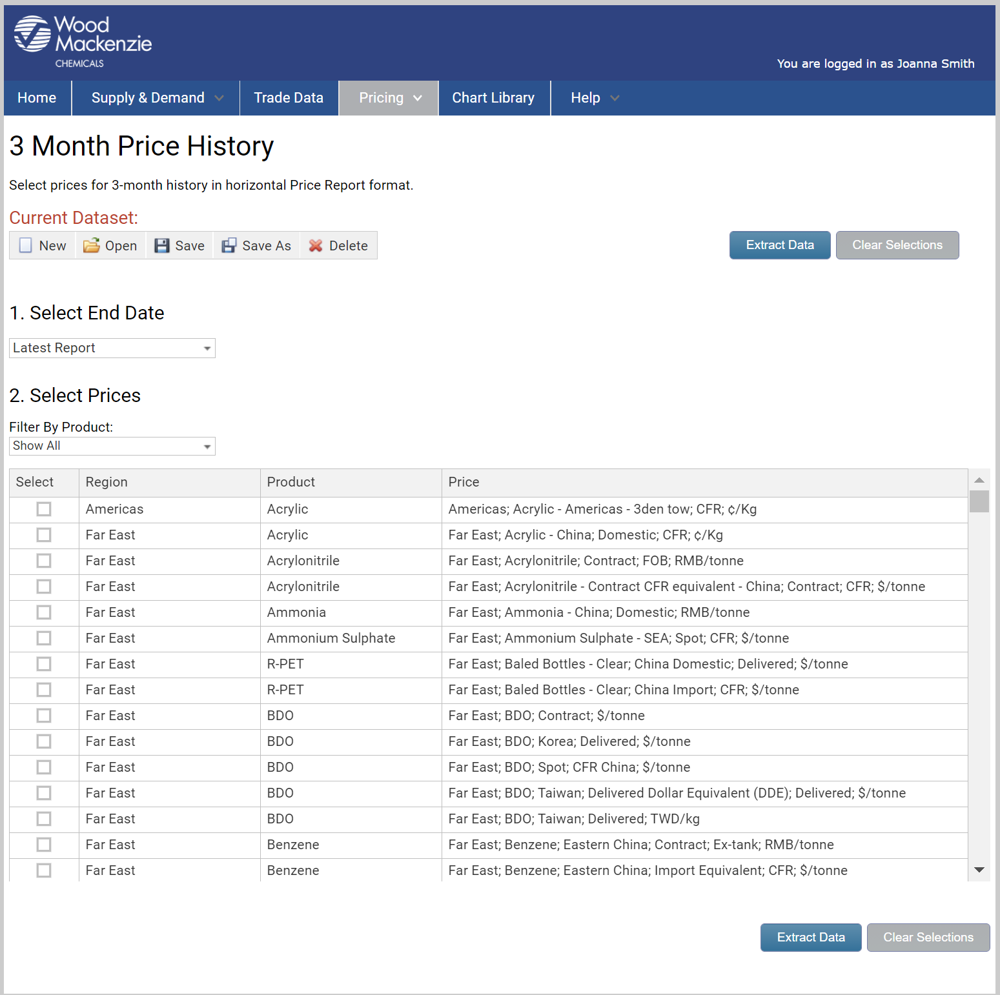 Wood
Mackenzie
CHEMICALS
You are logged in as Joanna Smith
Home Supply & Demand Trade Data Pricing Chart Library Help
3 Month Price History
Select prices for 3-month history in horizontal Price Report format.
Current Dataset:
New Open Save Save As Delete Extract Data Clear Selections
1. Select End Date
Latest Report
2. Select Prices
Filter By Product:
Show All
Select Region Product Price
Americas Acrylic Americas; Acrylic - Americas - 3den tow; CFR; ¢/Kg
Far East Acrylic Far East; Acrylic - China; Domestic; CFR; ¢/Kg
Far East Acrylonitrile Far East; Acrylonitrile; Contract; FOB; RMB/tonne
Far East Acrylonitrile Far East; Acrylonitrile - Contract CFR equivalent - China; Contract; CFR; $/tonne
Far East Ammonia Far East; Ammonia - China; Domestic; RMB/tonne
Far East Ammonium Sulphate Far East; Ammonium Sulphate - SEA; Spot; CFR; $/tonne
Far East R-PET Far East; Baled Bottles - Clear; China Domestic; Delivered; $/tonne
Far East R-PET Far East; Baled Bottles - Clear; China Import; CFR; $/tonne
Far East BDO Far East; BDO; Contract; $/tonne
Far East BDO Far East; BDO; Korea; Delivered; $/tonne
Far East BDO Far East; BDO; Spot; CFR China; $/tonne
Far East BDO Far East; BDO; Taiwan; Delivered Dollar Equivalent (DDE); Delivered; $/tonne
Far East BDO Far East; BDO; Taiwan; Delivered; TWD/kg
Far East Benzene Far East; Benzene; Eastern China; Contract; Ex-tank; RMB/tonne
Far East Benzene Far East; Benzene; Eastern China; Import Equivalent; CFR; $/tonne
Extract Data Clear Selections